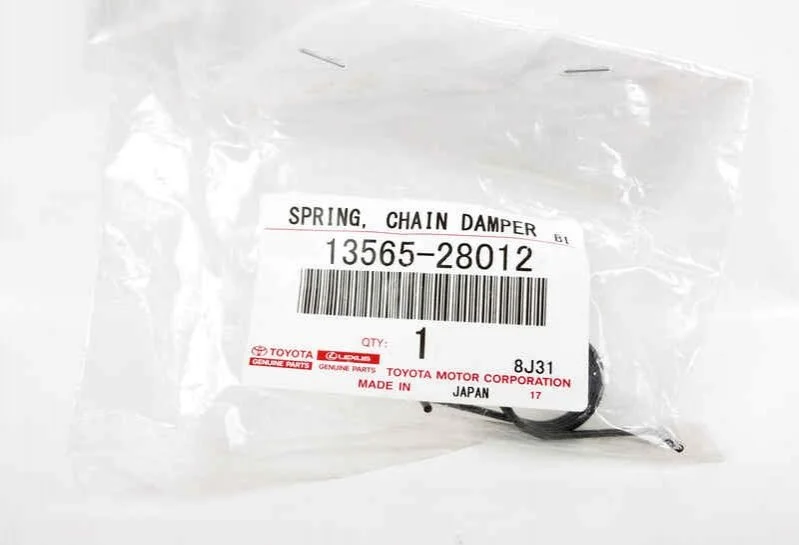 SPRING, CHAIN DAMPER B1
13565-28012
QTY: 1
8J31
TOYOTA LEXUS
GENUINE PARTS GENUINE PARTS
TOYOTA MOTOR CORPORATION
MADE IN JAPAN 17